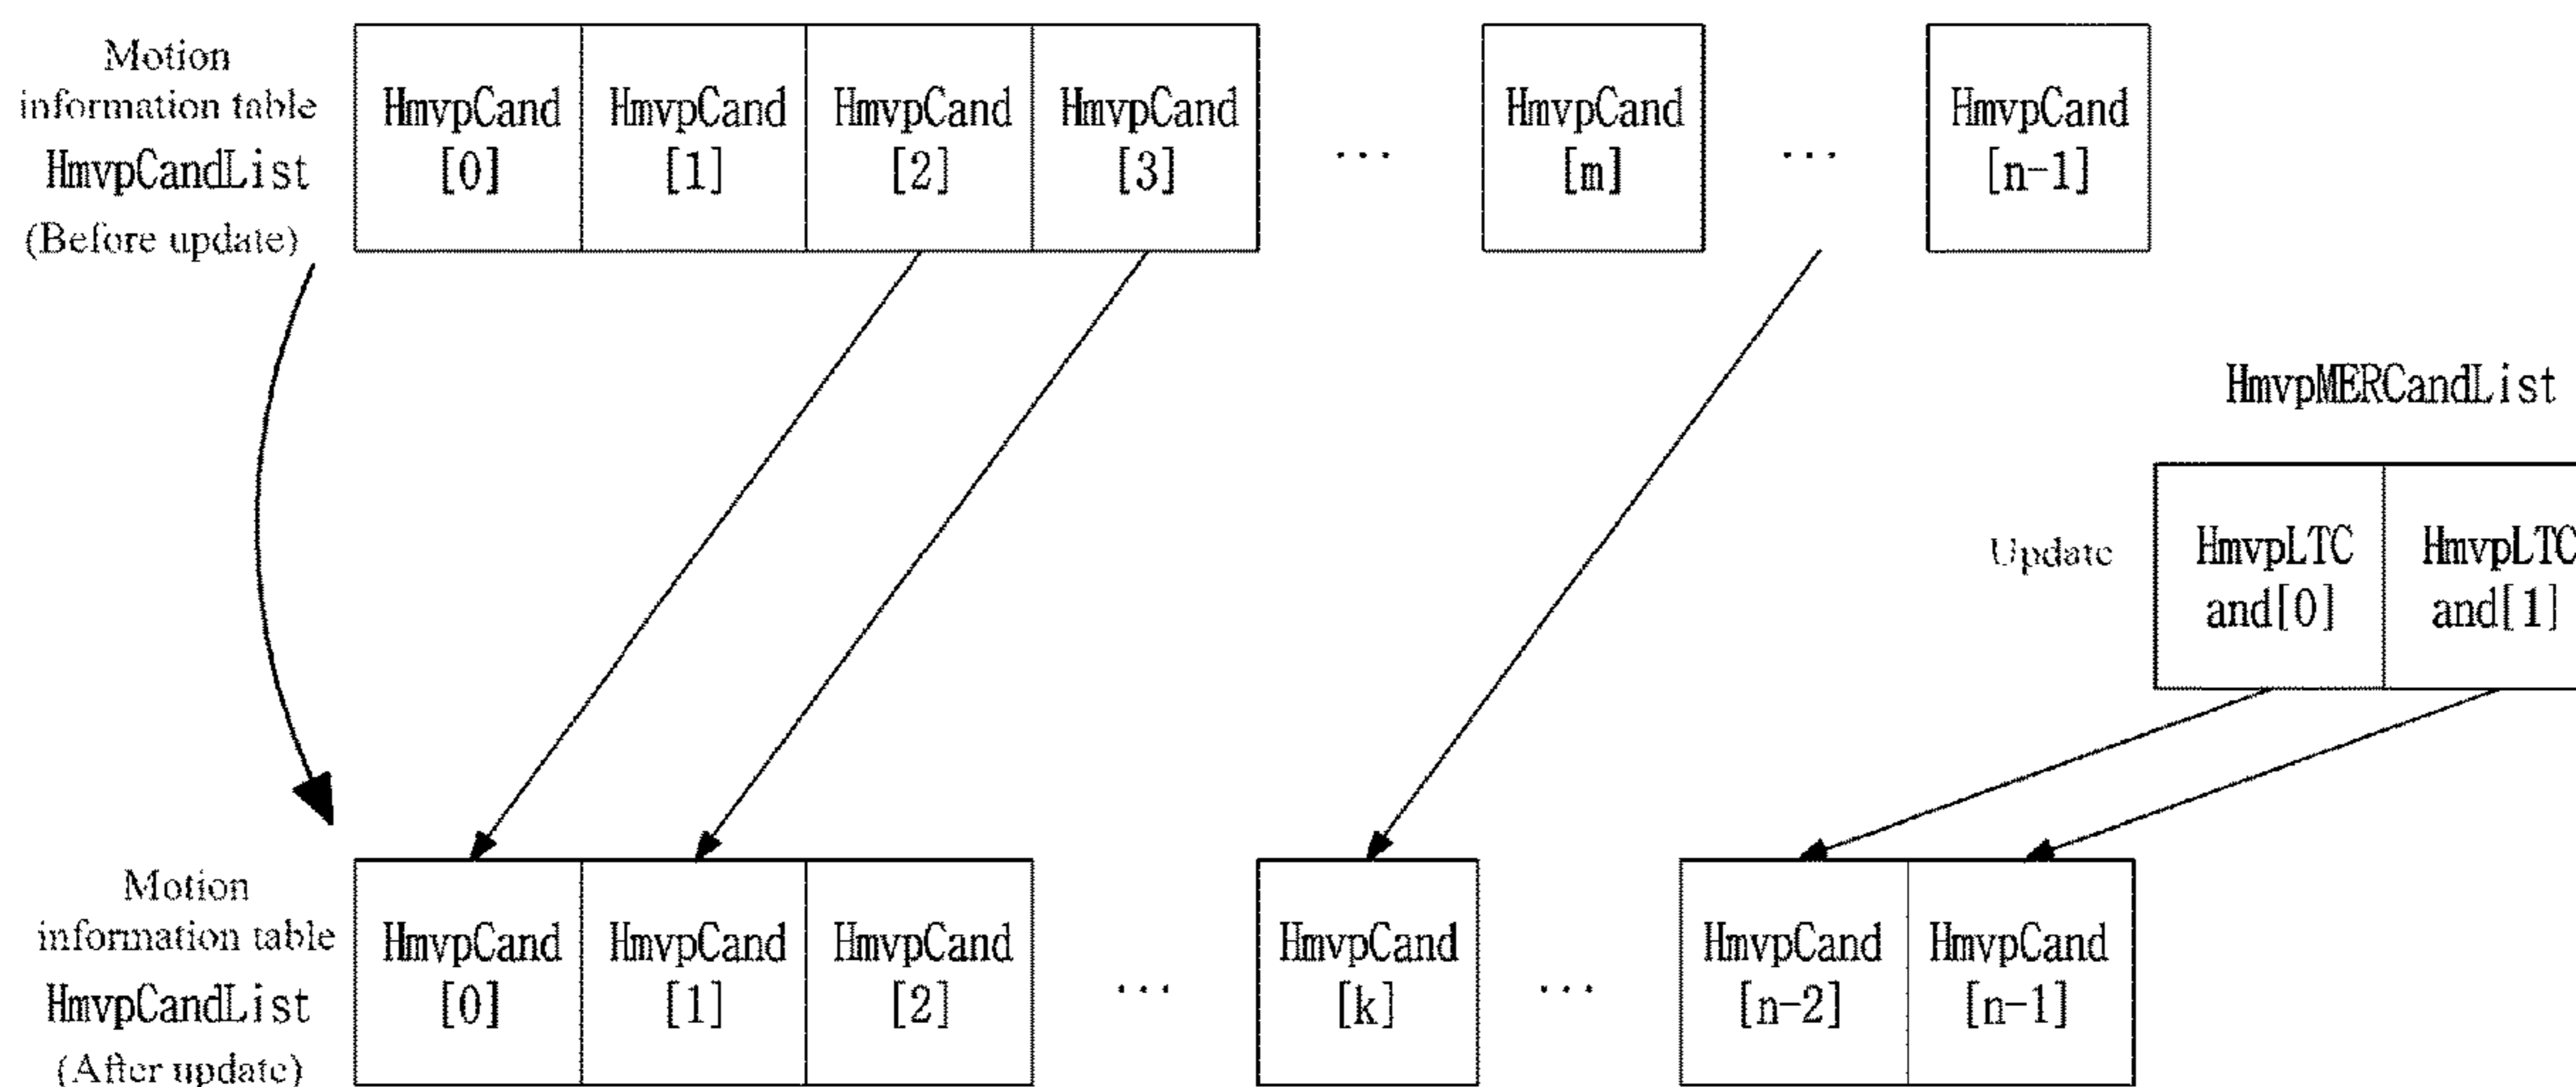 Motion
information table
HmvpCandList
(Before update)
HmvpCand
[0]
HmvpCand
[1]
HmvpCand
[2]
HmvpCand
[3]
...
HmvpCand
[m]
...
HmvpCand
[n-1]
HmvpMERCandList
Update
HmvpLTC
and[0]
HmvpLTC
and[1]
Motion
information table
HmvpCandList
(After update)
HmvpCand
[0]
HmvpCand
[1]
HmvpCand
[2]
...
HmvpCand
[k]
...
HmvpCand
[n-2]
HmvpCand
[n-1]